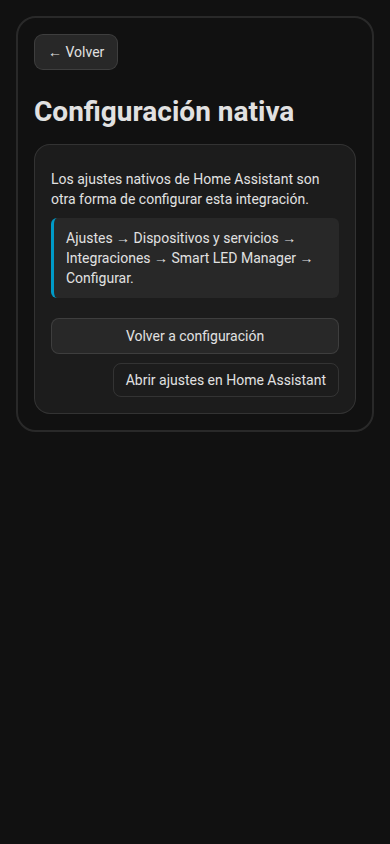 ← Volver
Configuración nativa
Los ajustes nativos de Home Assistant son
otra forma de configurar esta integración.
Ajustes → Dispositivos y servicios →
Integraciones → Smart LED Manager →
Configurar.
Volver a configuración
Abrir ajustes en Home Assistant